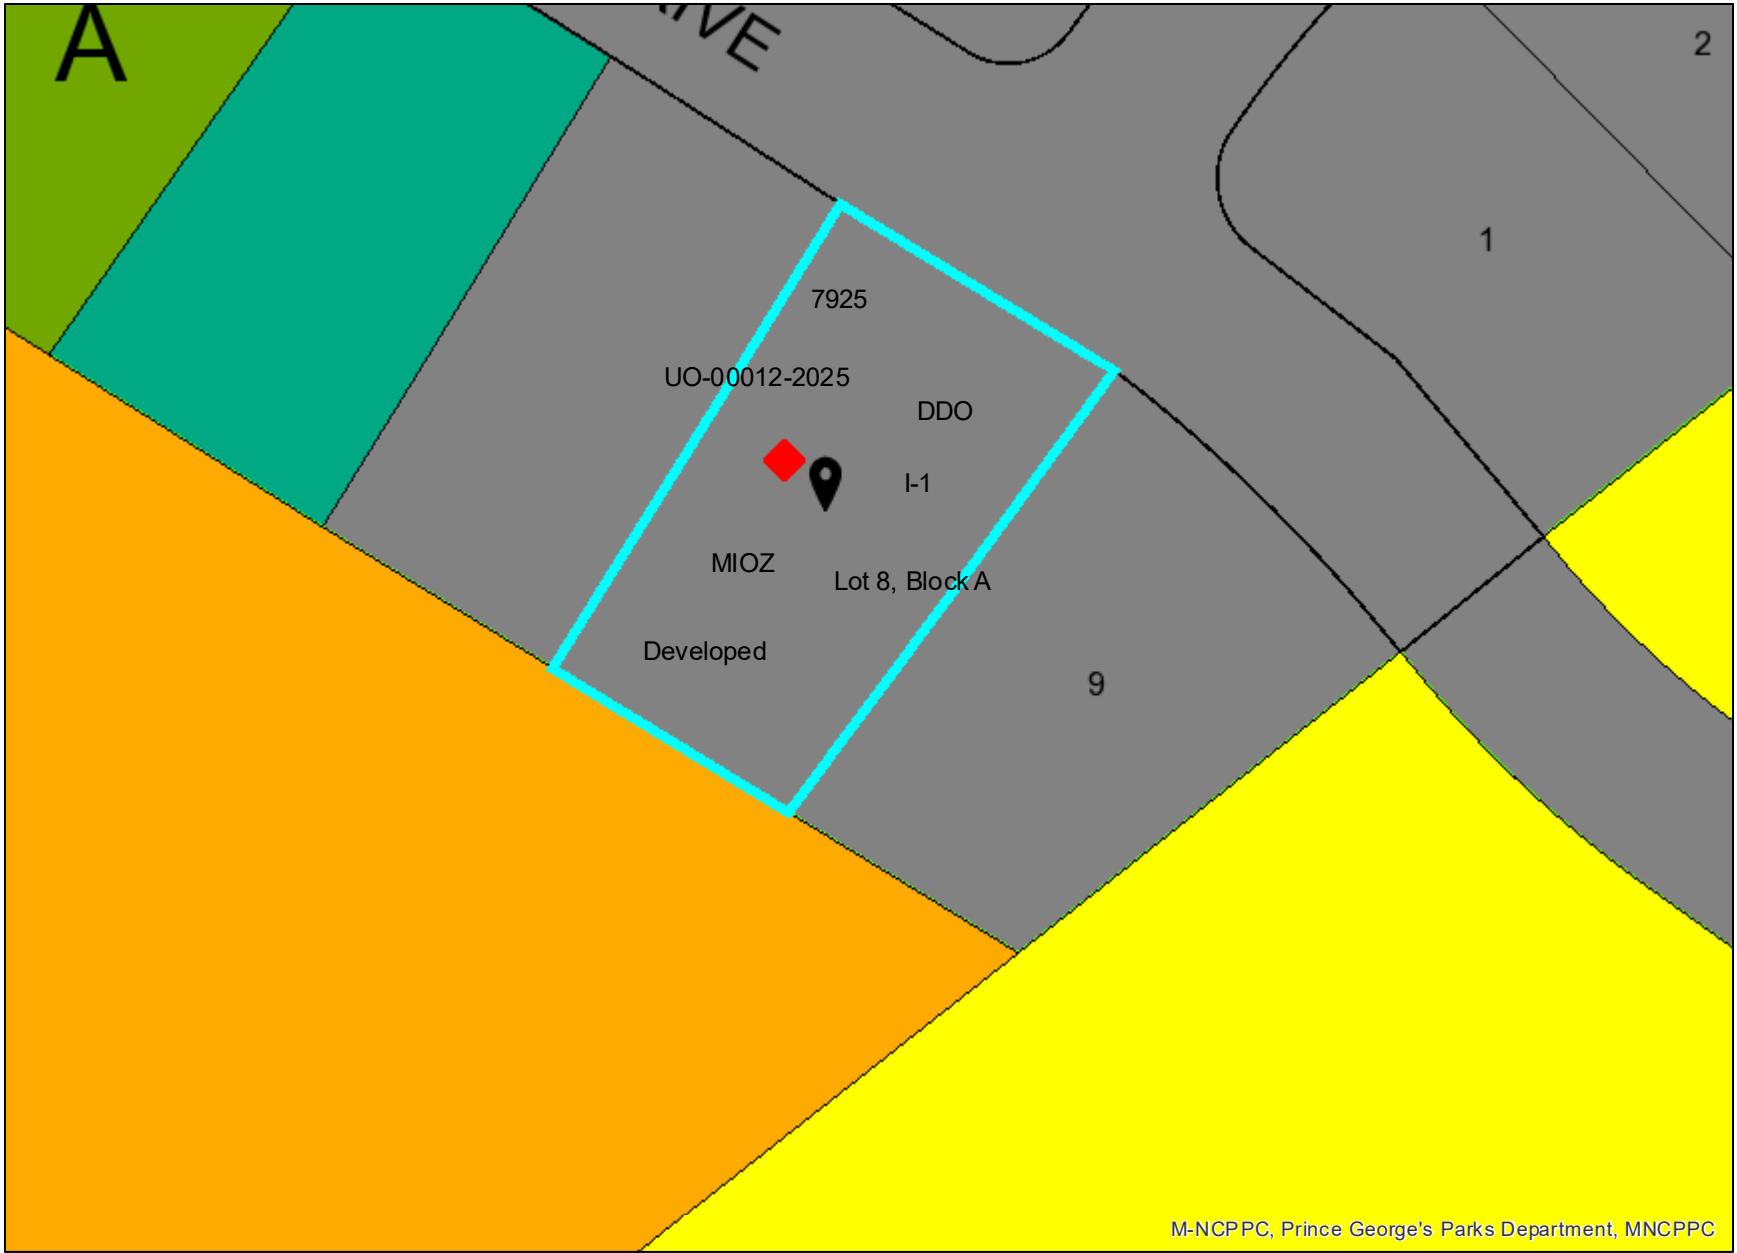 A
IVE
2
1
7925
UO-00012-2025
DDO
I-1
MIOZ
Lot 8, Block A
Developed
9
M-NCPPC, Prince George's Parks Department, MNCPPC